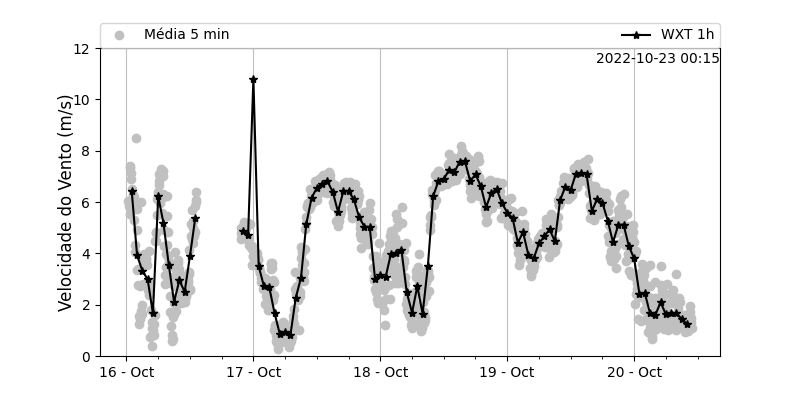 Média 5 min
WXT 1h
2022-10-23 00:15
Velocidade do Vento (m/s)
12
10
8
6
4
2
0
16 - Oct
17 - Oct
18 - Oct
19 - Oct
20 - Oct